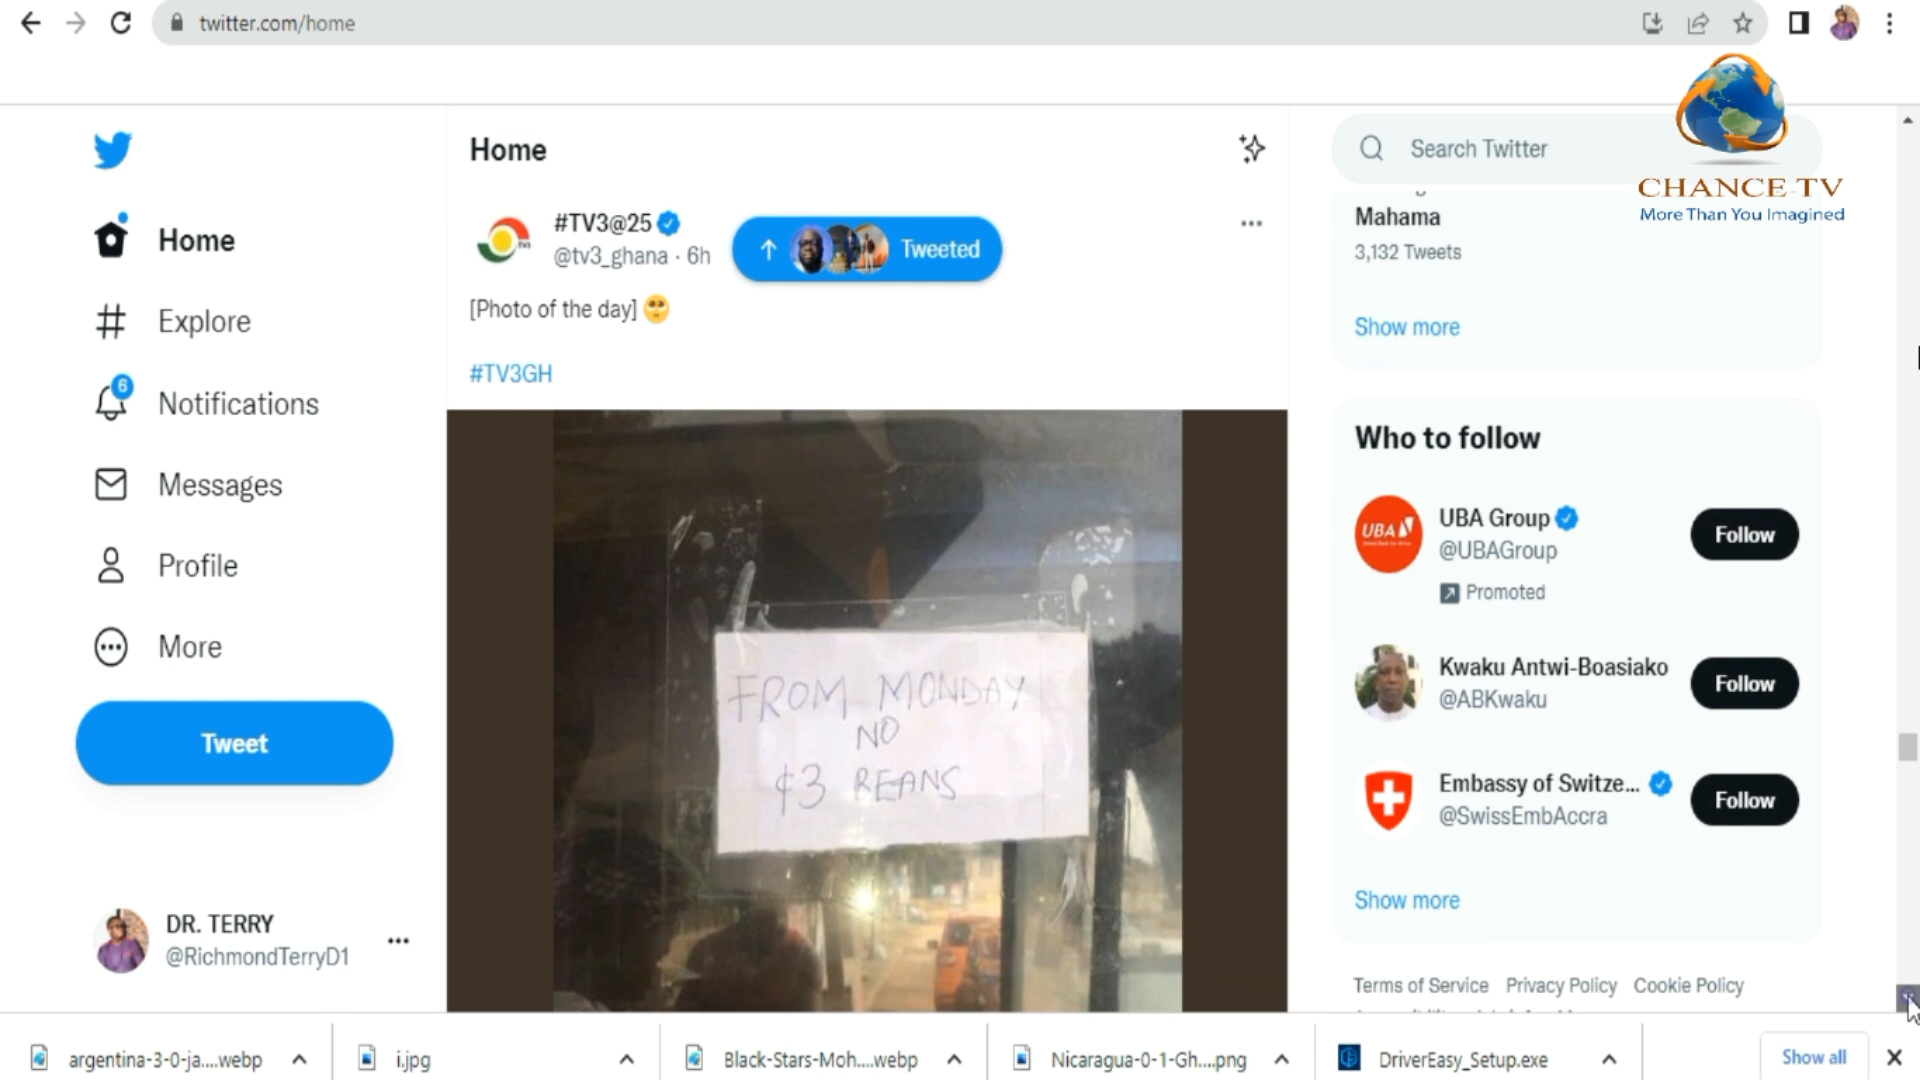 twitter.com/home
CHANCE TV
More Than You Imagined
Home
Explore
6
Notifications
Messages
Profile
More
Tweet
DR. TERRY
@RichmondTerryD1
Home
#TV3@25
@tv3_ghana · 6h
Tweeted
[Photo of the day]
#TV3GH
FROM MONDAY
NO
¢3 BEANS
Search Twitter
Mahama
3,132 Tweets
Show more
Who to follow
UBA
UBA Group
@UBAGroup
Promoted
Follow
Kwaku Antwi-Boasiako
@ABKwaku
Follow
Embassy of Switze...
@SwissEmbAccra
Follow
Show more
Terms of Service Privacy Policy Cookie Policy
argentina-3-0-ja....webp
i.jpg
Black-Stars-Moh....webp
Nicaragua-0-1-Gh....png
DriverEasy_Setup.exe
Show all